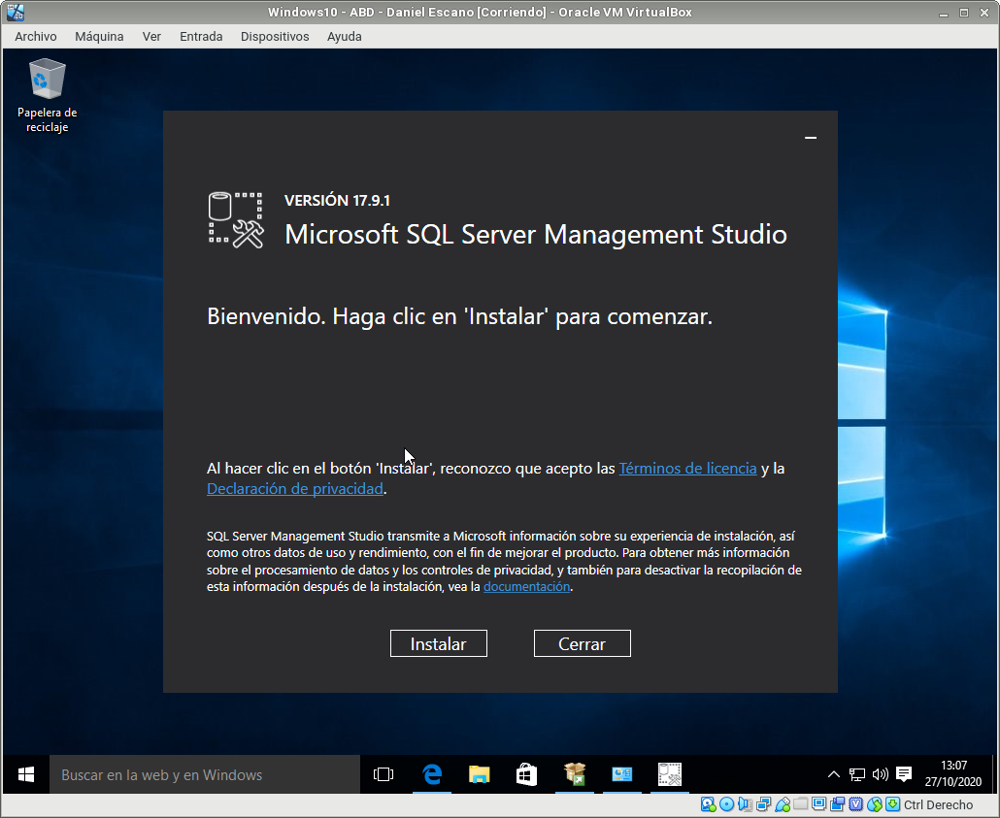 Windows10 - ABD - Daniel Escano [Corriendo] - Oracle VM VirtualBox
Archivo Máquina Ver Entrada Dispositivos Ayuda
Papelera de
reciclaje
VERSIÓN 17.9.1
Microsoft SQL Server Management Studio
Bienvenido. Haga clic en 'Instalar' para comenzar.
Al hacer clic en el botón 'Instalar', reconozco que acepto las Términos de licencia y la
Declaración de privacidad.
SQL Server Management Studio transmite a Microsoft información sobre su experiencia de instalación, así
como otros datos de uso y rendimiento, con el fin de mejorar el producto. Para obtener más información
sobre el procesamiento de datos y los controles de privacidad, y también para desactivar la recopilación de
esta información después de la instalación, vea la documentación.
Instalar Cerrar
Buscar en la web y en Windows
13:07
27/10/2020
Ctrl Derecho